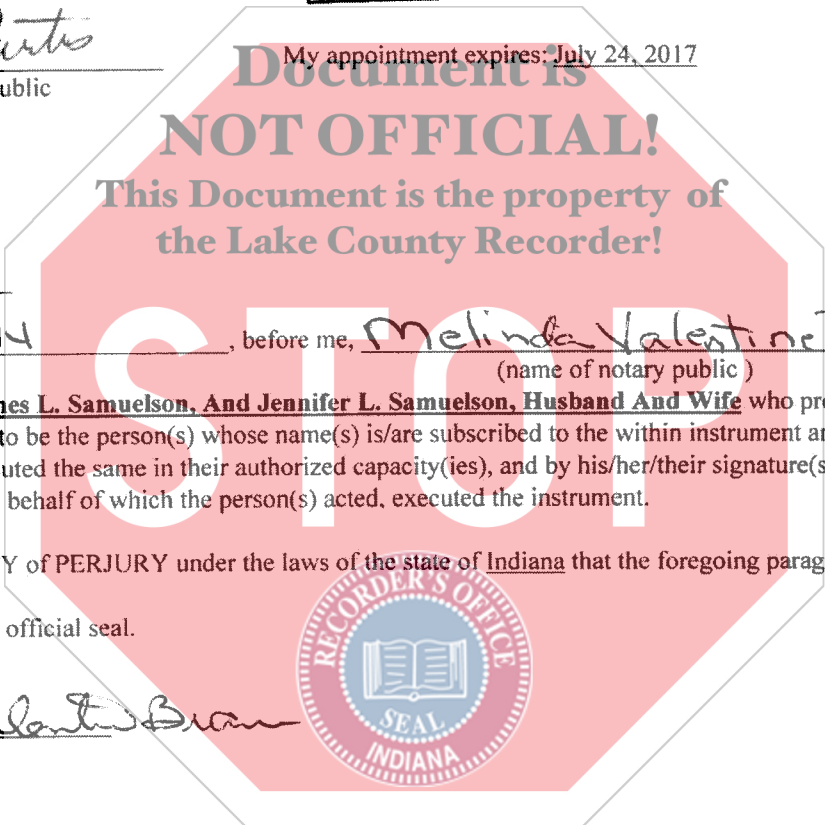 My appointment expires: July 24, 2017
ublic
Document is
NOT OFFICIAL!
This Document is the property of
the Lake County Recorder!
STOP
, before me, Melinda Valentine
(name of notary public )
nes L. Samuelson, And Jennifer L. Samuelson, Husband And Wife who pr
to be the person(s) whose name(s) is/are subscribed to the within instrument a
uted the same in their authorized capacity(ies), and by his/her/their signature(s
behalf of which the person(s) acted, executed the instrument.
Y of PERJURY under the laws of the state of Indiana that the foregoing parag
official seal.
RECORDER'S OFFICE
SEAL
INDIANA